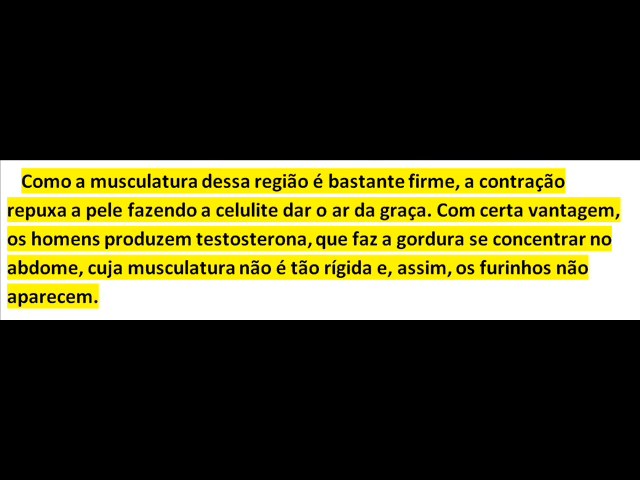 Como a musculatura dessa região é bastante firme, a contração
repuxa a pele fazendo a celulite dar o ar da graça. Com certa vantagem,
os homens produzem testosterona, que faz a gordura se concentrar no
abdome, cuja musculatura não é tão rígida e, assim, os furinhos não
aparecem.